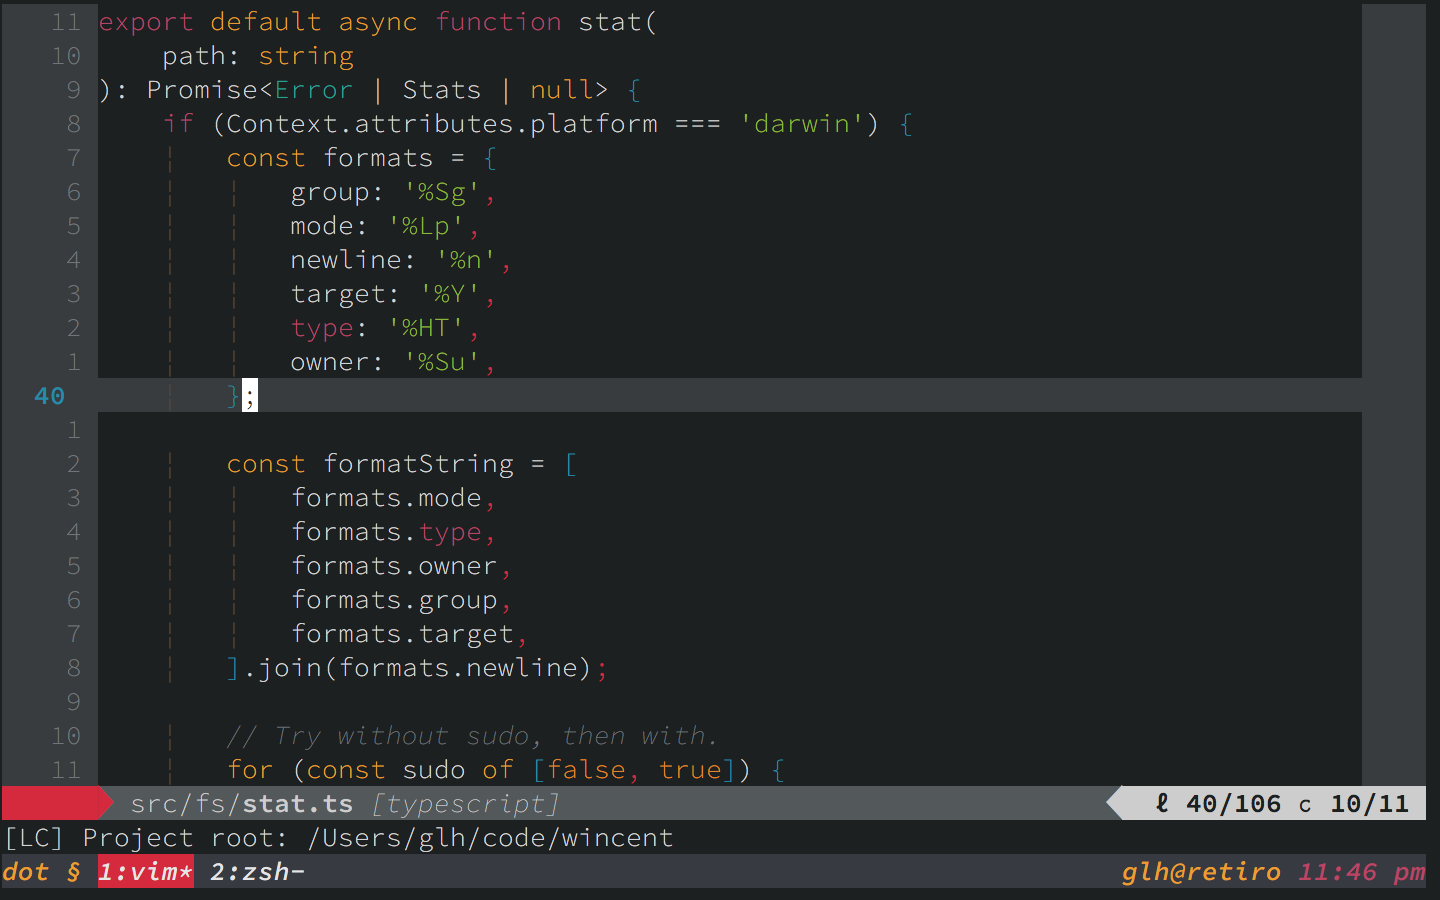 11 export default async function stat(
10     path: string
9 ): Promise<Error | Stats | null> {
8     if (Context.attributes.platform === 'darwin') {
7         const formats = {
6             group: '%Sg',
5             mode: '%Lp',
4             newline: '%n',
3             target: '%Y',
2             type: '%HT',
1             owner: '%Su',
40         };
1
2         const formatString = [
3             formats.mode,
4             formats.type,
5             formats.owner,
6             formats.group,
7             formats.target,
8         ].join(formats.newline);
9
10         // Try without sudo, then with.
11         for (const sudo of [false, true]) {
src/fs/stat.ts [typescript] ℓ 40/106 c 10/11
[LC] Project root: /Users/glh/code/wincent
dot § 1:vim* 2:zsh- glh@retiro 11:46 pm